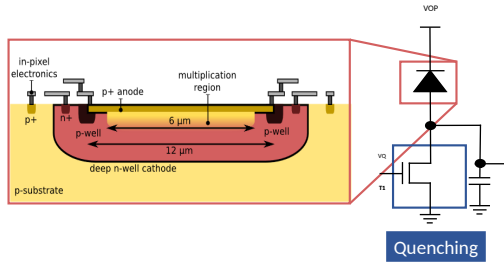 VOP
in-pixel
electronics
multiplication
region
p+ anode
p+
n+
6 µm
p-well
p-well
12 µm
deep n-well cathode
p-substrate
VQ
T1
Quenching